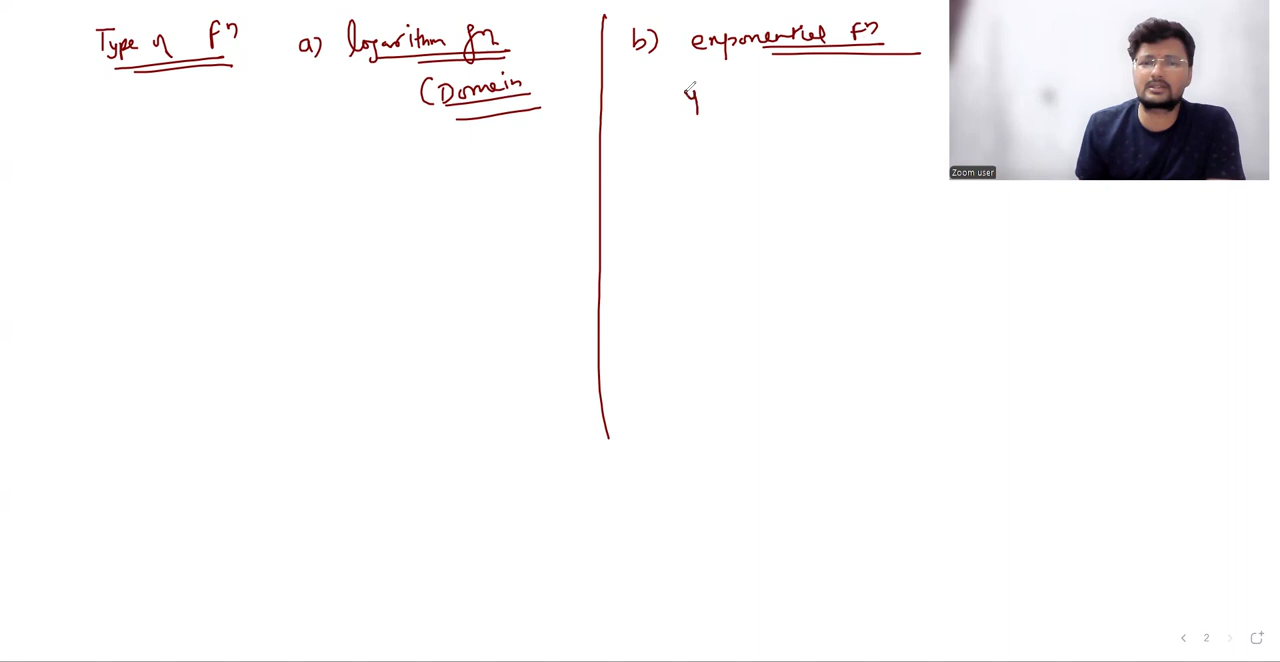 Type of Fn
a) logarithm fn
(Domain
b) exponential Fn
y
Zoom user
2